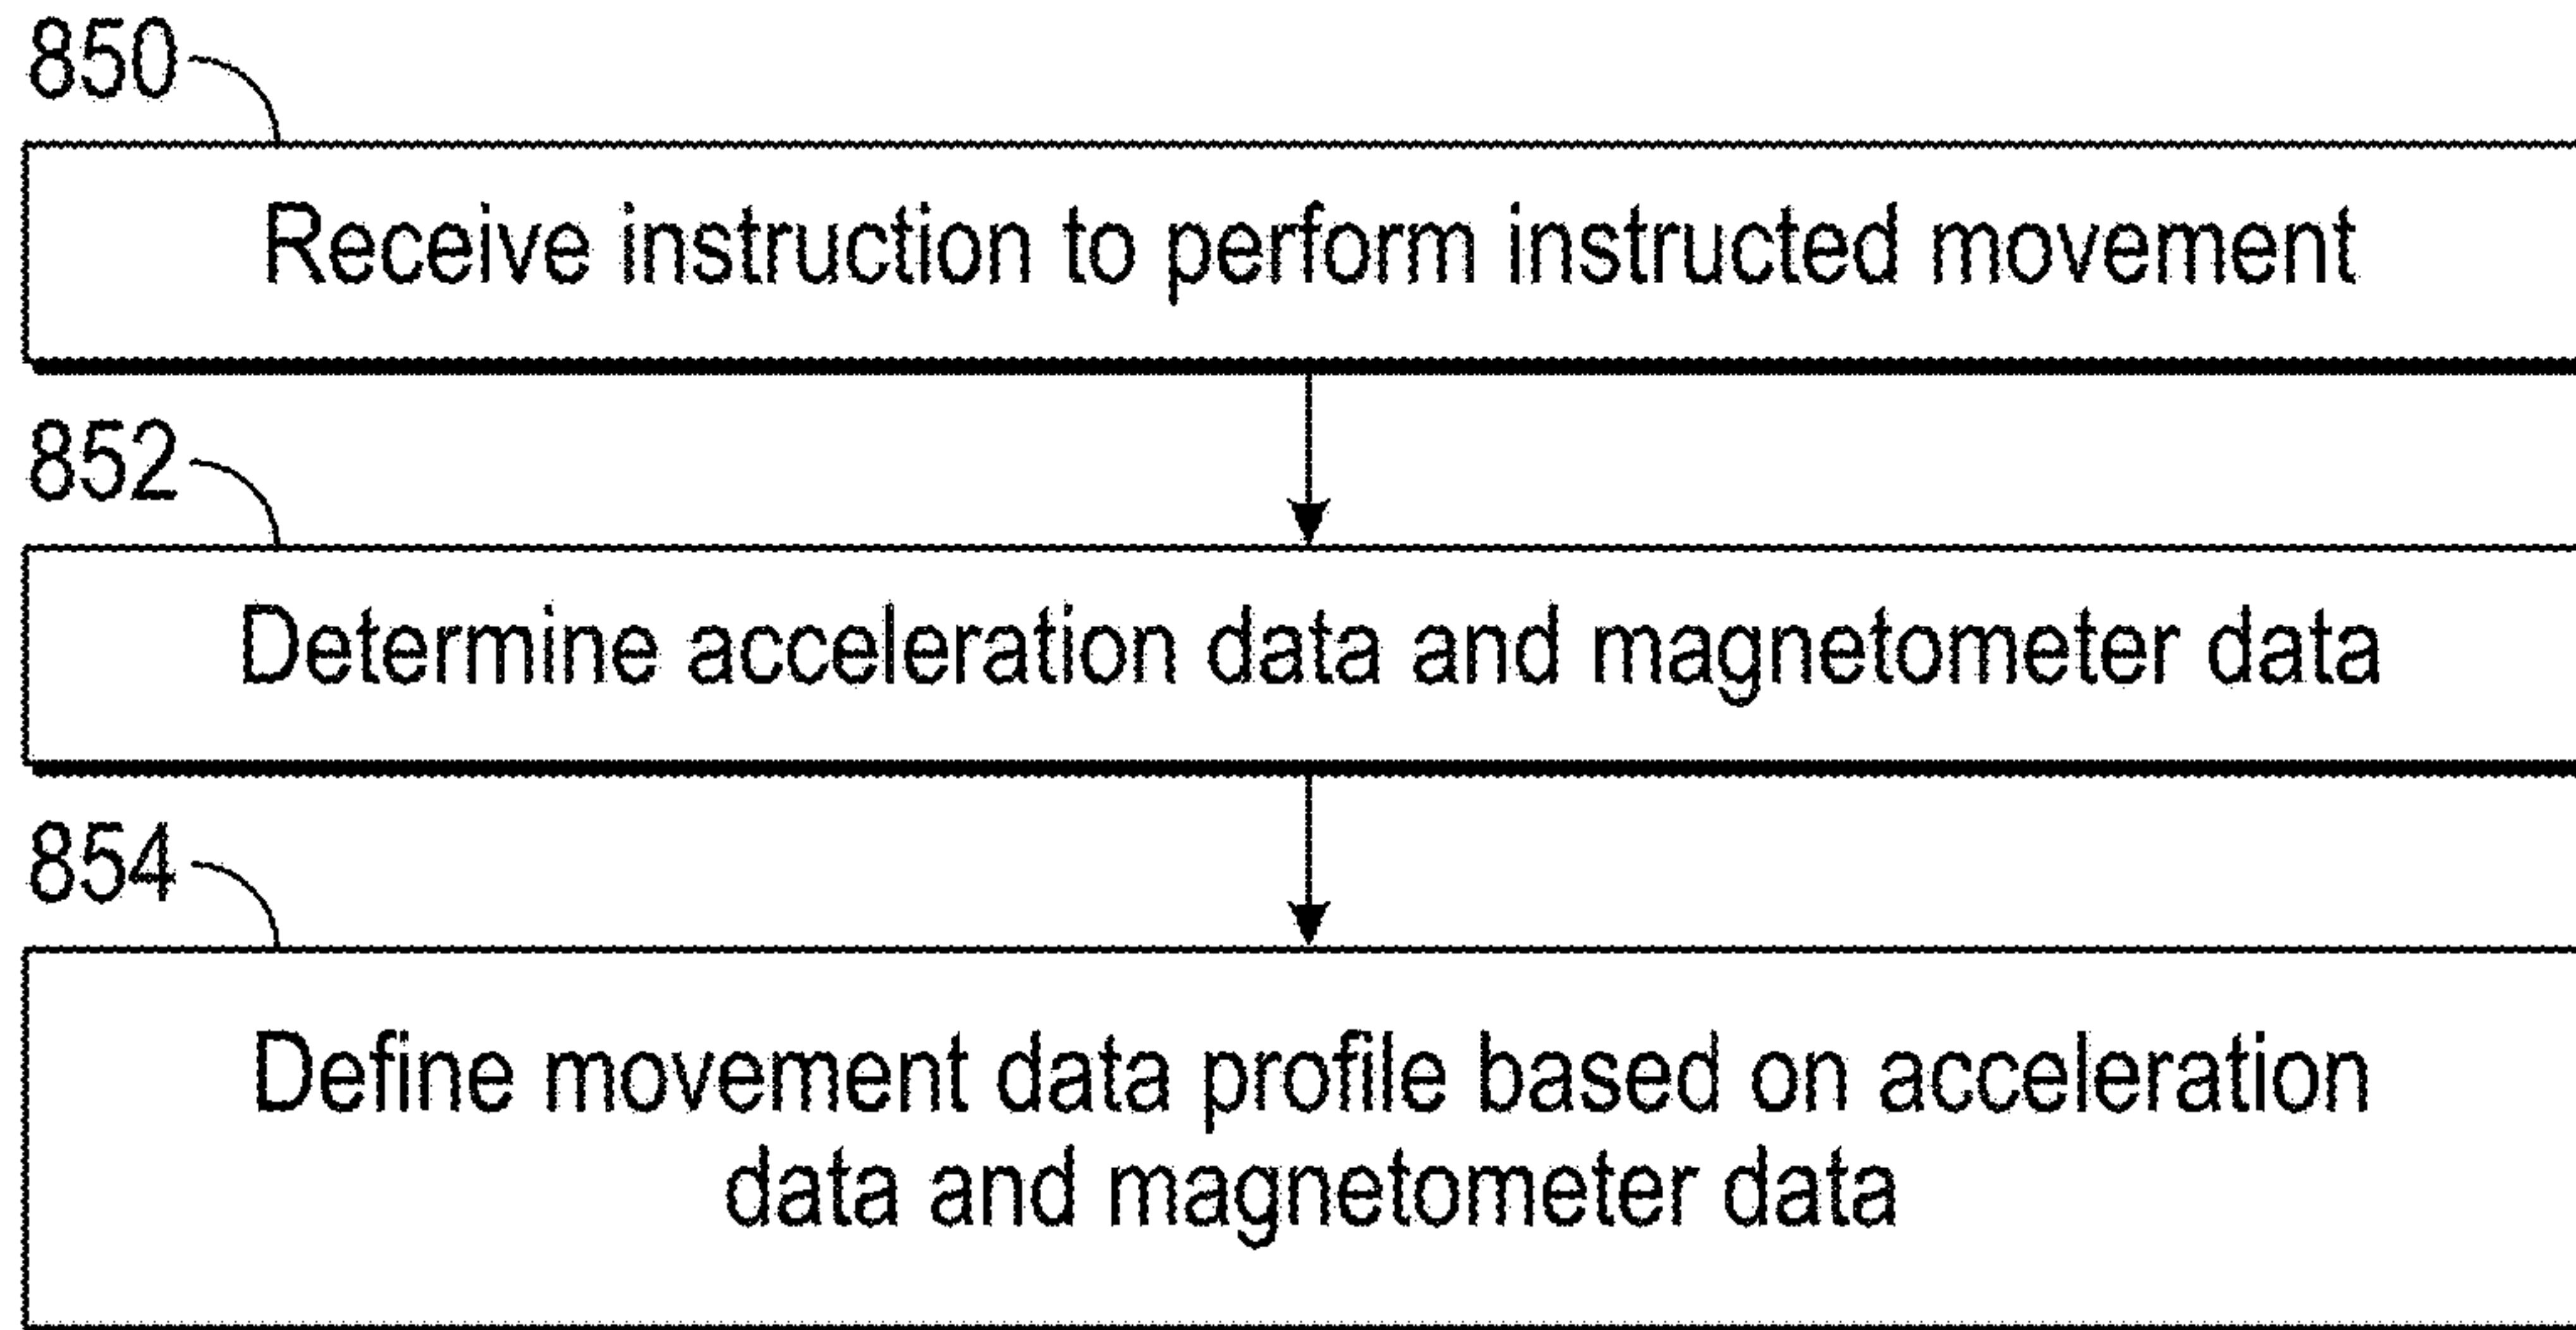 850
Receive instruction to perform instructed movement
852
Determine acceleration data and magnetometer data
854
Define movement data profile based on acceleration
data and magnetometer data